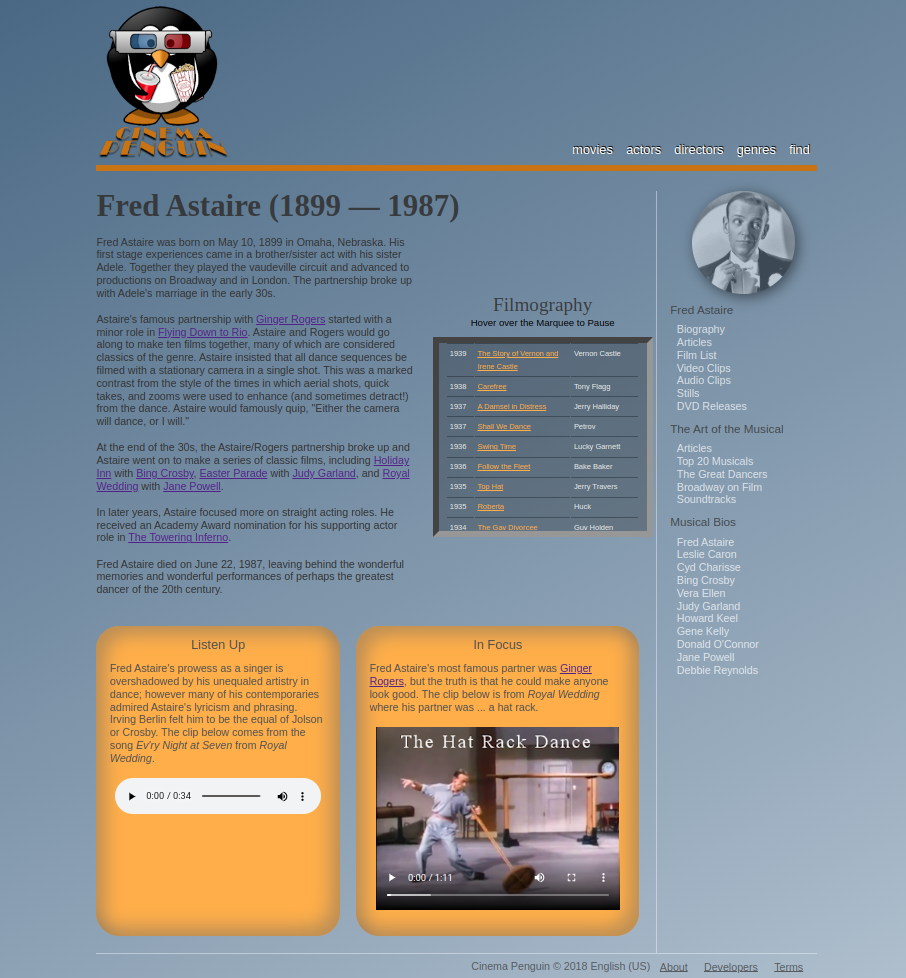 CINEMA
PENGUIN
movies actors directors genres find
Fred Astaire (1899 — 1987)
Fred Astaire was born on May 10, 1899 in Omaha, Nebraska. His
first stage experiences came in a brother/sister act with his sister
Adele. Together they played the vaudeville circuit and advanced to
productions on Broadway and in London. The partnership broke up
with Adele's marriage in the early 30s.
Astaire's famous partnership with Ginger Rogers started with a
minor role in Flying Down to Rio. Astaire and Rogers would go
along to make ten films together, many of which are considered
classics of the genre. Astaire insisted that all dance sequences be
filmed with a stationary camera in a single shot. This was a marked
contrast from the style of the times in which aerial shots, quick
takes, and zooms were used to enhance (and sometimes detract!)
from the dance. Astaire would famously quip, "Either the camera
will dance, or I will."
At the end of the 30s, the Astaire/Rogers partnership broke up and
Astaire went on to make a series of classic films, including Holiday
Inn with Bing Crosby, Easter Parade with Judy Garland, and Royal
Wedding with Jane Powell.
In later years, Astaire focused more on straight acting roles. He
received an Academy Award nomination for his supporting actor
role in The Towering Inferno.
Fred Astaire died on June 22, 1987, leaving behind the wonderful
memories and wonderful performances of perhaps the greatest
dancer of the 20th century.
Filmography
Hover over the Marquee to Pause
1939 The Story of Vernon and Vernon Castle
Irene Castle
1938 Carefree Tony Flagg
1937 A Damsel in Distress Jerry Halliday
1937 Shall We Dance Petrov
1936 Swing Time Lucky Garnett
1936 Follow the Fleet Bake Baker
1935 Top Hat Jerry Travers
1935 Roberta Huck
1934 The Gay Divorcee Guy Holden
Fred Astaire
Biography
Articles
Film List
Video Clips
Audio Clips
Stills
DVD Releases
The Art of the Musical
Articles
Top 20 Musicals
The Great Dancers
Broadway on Film
Soundtracks
Musical Bios
Fred Astaire
Leslie Caron
Cyd Charisse
Bing Crosby
Vera Ellen
Judy Garland
Howard Keel
Gene Kelly
Donald O'Connor
Jane Powell
Debbie Reynolds
Listen Up
Fred Astaire's prowess as a singer is
overshadowed by his unequaled artistry in
dance; however many of his contemporaries
admired Astaire's lyricism and phrasing.
Irving Berlin felt him to be the equal of Jolson
or Crosby. The clip below comes from the
song Ev'ry Night at Seven from Royal
Wedding.
0:00 / 0:34
In Focus
Fred Astaire's most famous partner was Ginger
Rogers, but the truth is that he could make anyone
look good. The clip below is from Royal Wedding
where his partner was ... a hat rack.
The Hat Rack Dance
0:00 / 1:11
Cinema Penguin © 2018 English (US) About Developers Terms